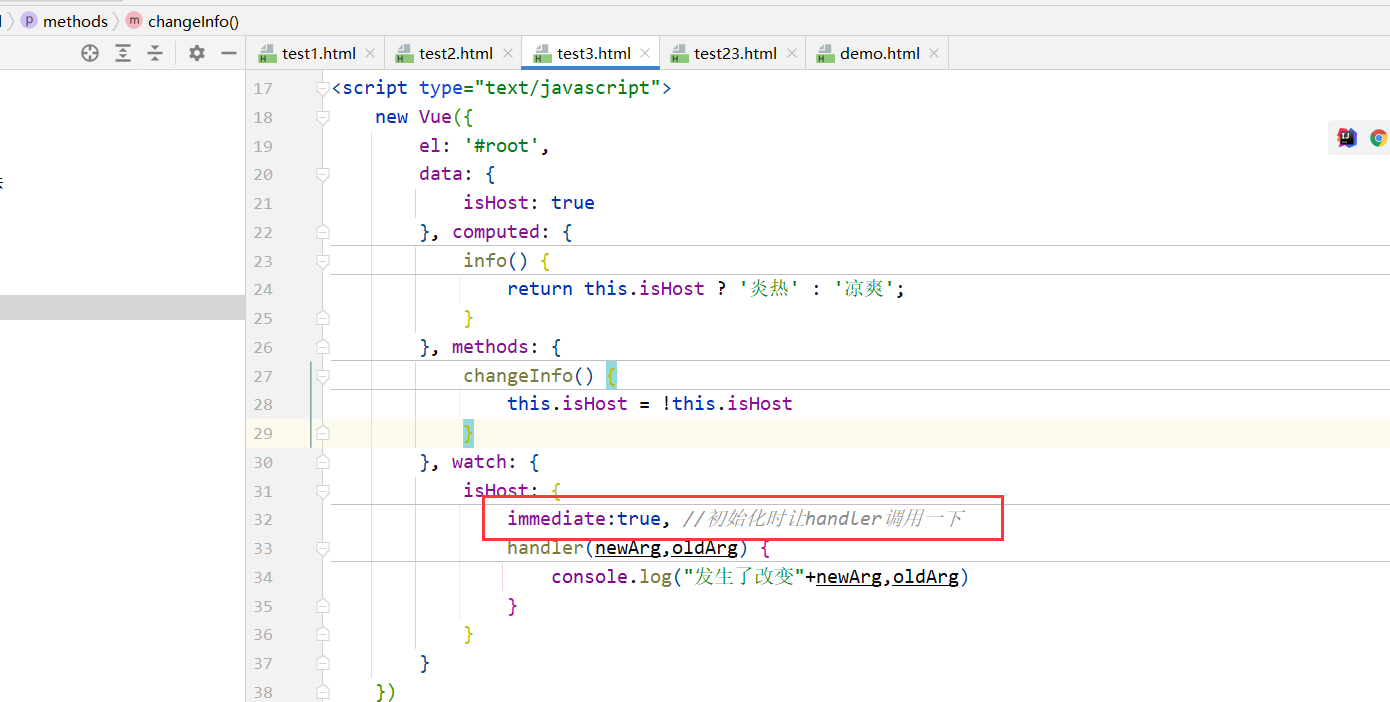 methods changeInfo()
test1.html test2.html test3.html test23.html demo.html
17 <script type="text/javascript">
18 new Vue({
19 el: '#root',
20 data: {
21 isHost: true
22 }, computed: {
23 info() {
24 return this.isHost ? '炎热' : '凉爽';
25 }
26 }, methods: {
27 changeInfo() {
28 this.isHost = !this.isHost
29 }
30 }, watch: {
31 isHost: {
32 immediate:true, //初始化时让handler调用一下
33 handler(newArg,oldArg) {
34 console.log("发生了改变"+newArg,oldArg)
35 }
36 }
37 }
38 })